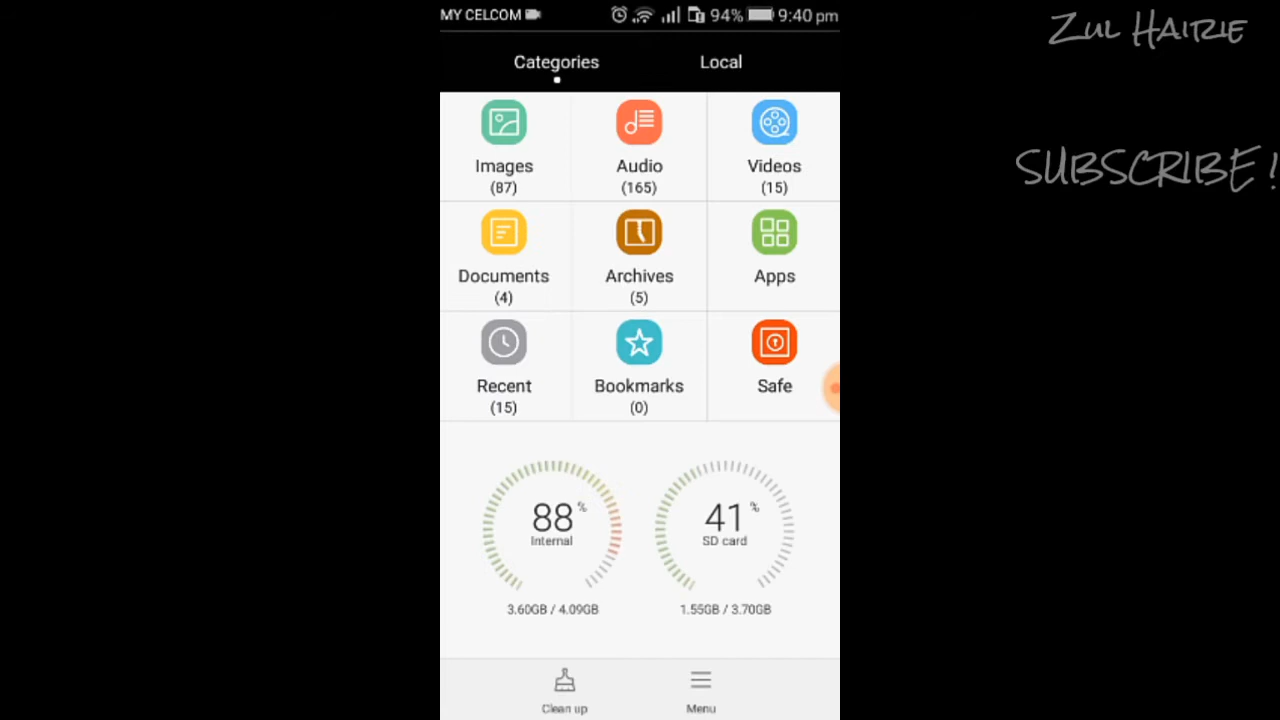 MY CELCOM 94% 9:40 pm
Zul Hairie
Categories Local
SUBSCRIBE !
Images Audio Videos
(87) (165) (15)
Documents Archives Apps
(4) (5)
Recent Bookmarks Safe
(15) (0)
88 % 41 %
Internal SD card
3.60GB / 4.09GB 1.55GB / 3.70GB
Clean up Menu